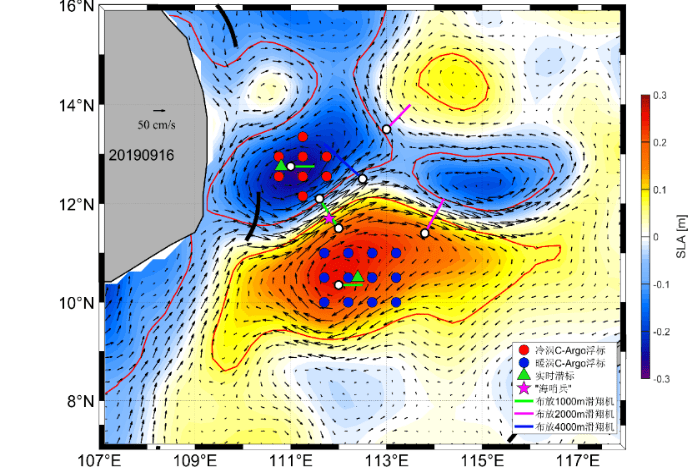 16°N
14°N
12°N
10°N
8°N
107°E
109°E
111°E
113°E
115°E
117°E
50 cm/s
20190916
冷涡C-Argo浮标
暖涡C-Argo浮标
实时潜标
"海哨兵"
布放1000m滑翔机
布放2000m滑翔机
布放4000m滑翔机
0.3
0.2
0.1
0
-0.1
-0.2
-0.3
SLA [m]